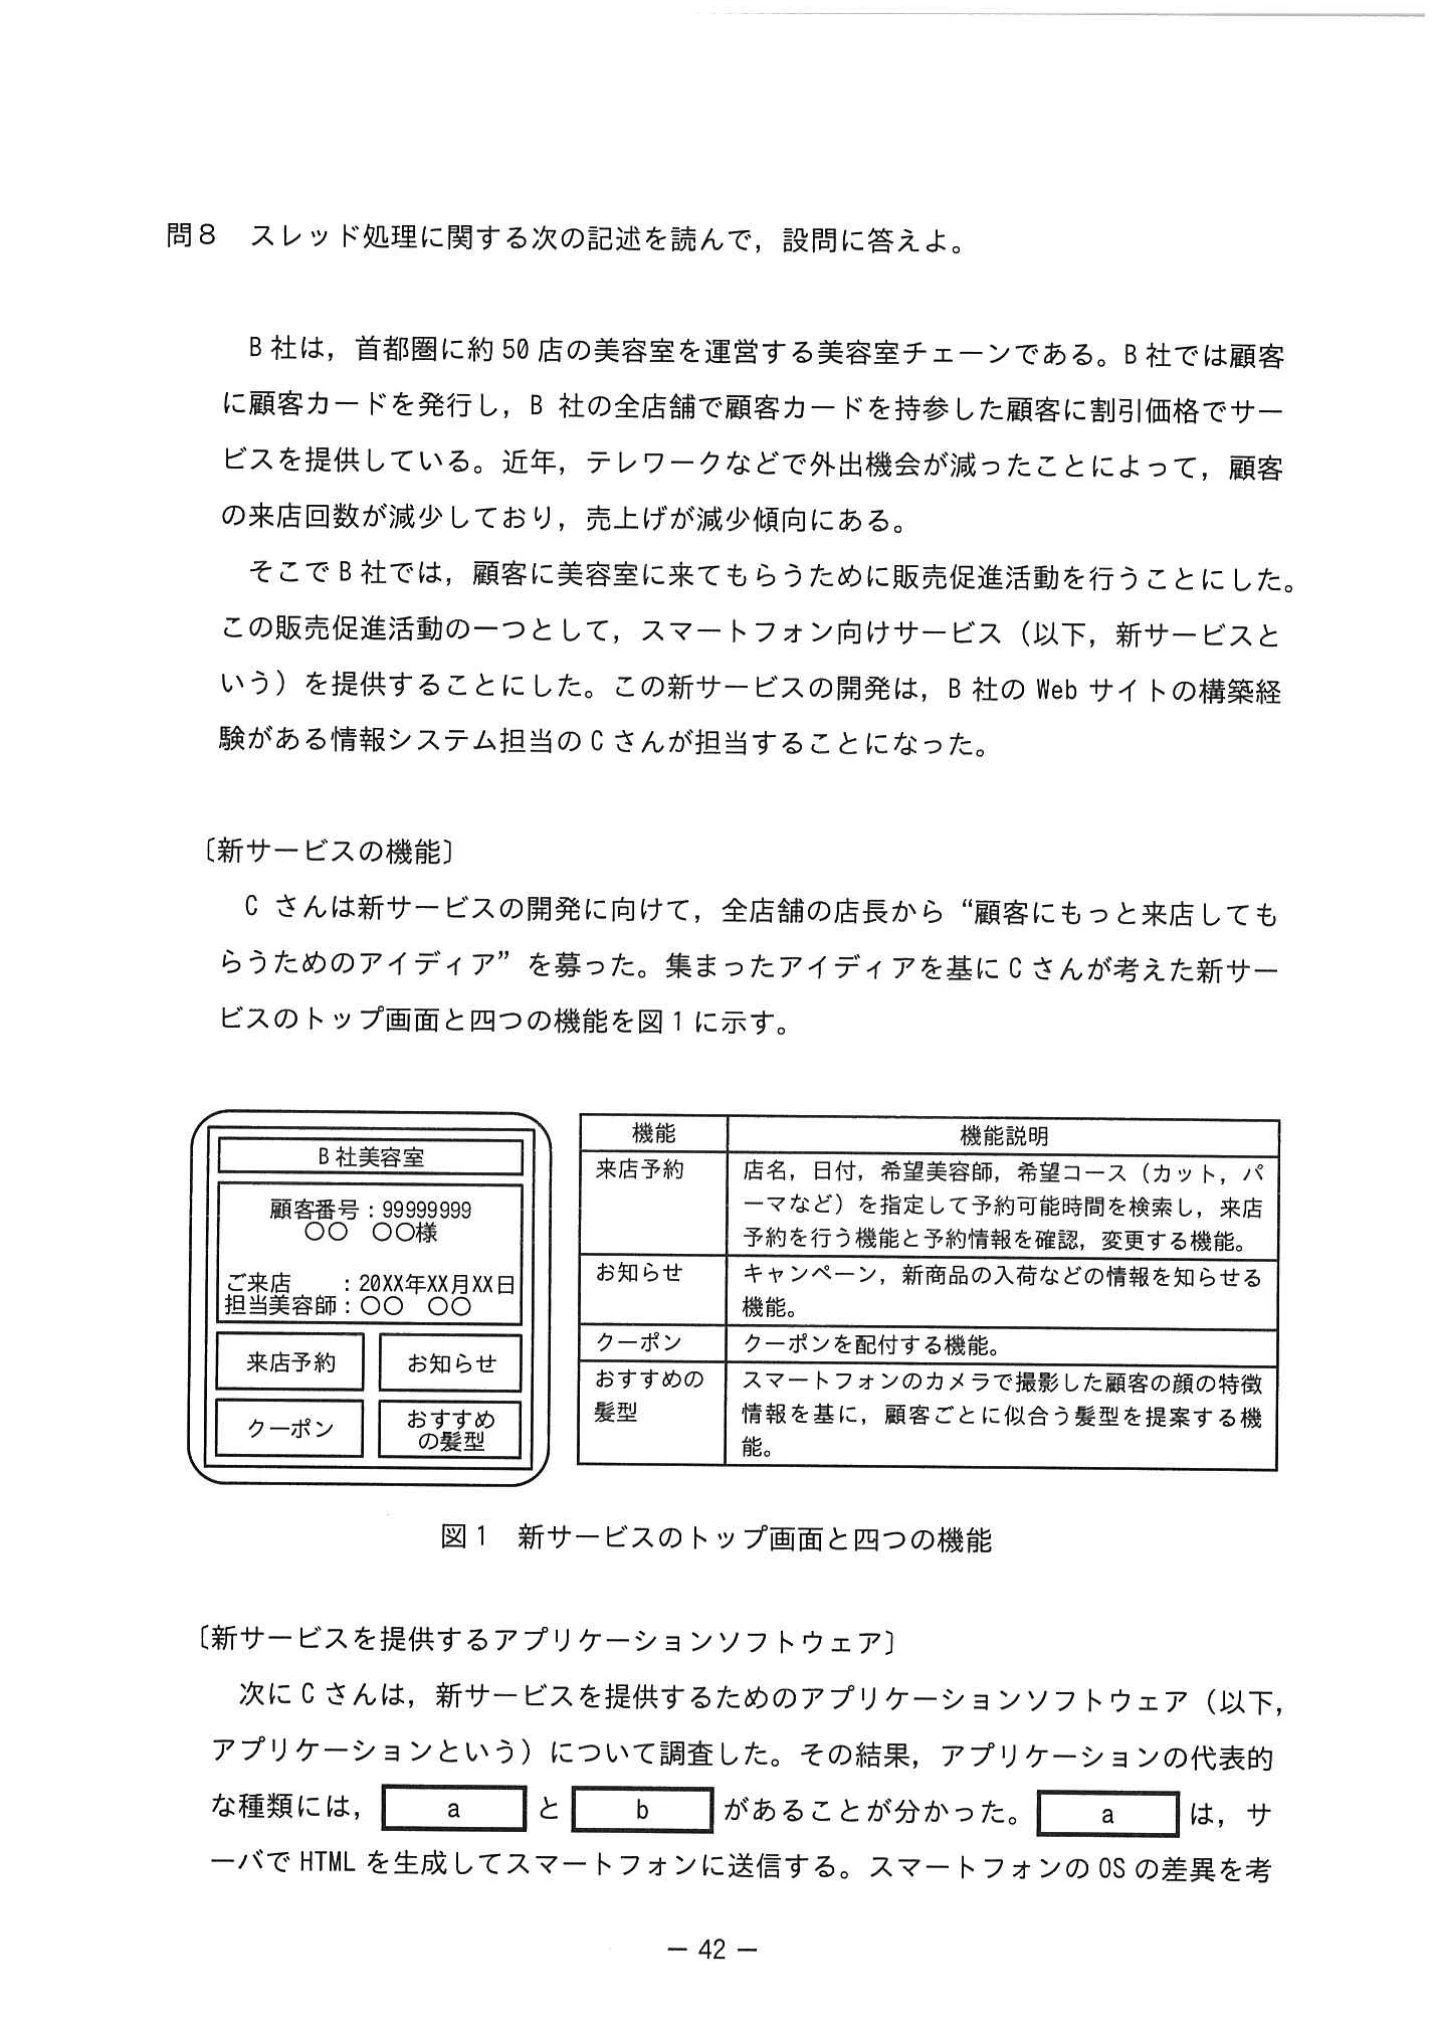 問8 スレッド処理に関する次の記述を読んで，設問に答えよ。
B社は，首都圏に約50店の美容室を運営する美容室チェーンである。B社では顧客
に顧客カードを発行し，B 社の全店舗で顧客カードを持参した顧客に割引価格でサー
ビスを提供している。近年，テレワークなどで外出機会が減ったことによって，顧客
の来店回数が減少しており，売上げが減少傾向にある。
そこでB社では，顧客に美容室に来てもらうために販売促進活動を行うことにした。
この販売促進活動の一つとして，スマートフォン向けサービス（以下，新サービスと
いう）を提供することにした。この新サービスの開発は，B社のWebサイトの構築経
験がある情報システム担当のCさんが担当することになった。
〔新サービスの機能〕
C さんは新サービスの開発に向けて，全店舗の店長から“顧客にもっと来店しても
らうためのアイディア”を募った。集まったアイディアを基にCさんが考えた新サー
ビスのトップ画面と四つの機能を図1に示す。
B社美容室
顧客番号：99999999
○○ ○○様
ご来店 ：20XX年XX月XX日
担当美容師：○○ ○○
来店予約 お知らせ
クーポン おすすめ
の髪型
機能 機能説明
来店予約 店名，日付，希望美容師，希望コース（カット，パ
ーマなど）を指定して予約可能時間を検索し，来店
予約を行う機能と予約情報を確認，変更する機能。
お知らせ キャンペーン，新商品の入荷などの情報を知らせる
機能。
クーポン クーポンを配付する機能。
おすすめの スマートフォンのカメラで撮影した顧客の顔の特徴
髪型 情報を基に，顧客ごとに似合う髪型を提案する機
能。
図1 新サービスのトップ画面と四つの機能
〔新サービスを提供するアプリケーションソフトウェア〕
次にCさんは，新サービスを提供するためのアプリケーションソフトウェア（以下，
アプリケーションという）について調査した。その結果，アプリケーションの代表的
な種類には， a と b があることが分かった。 a は，サ
ーバでHTMLを生成してスマートフォンに送信する。スマートフォンのOSの差異を考
－ 42 －